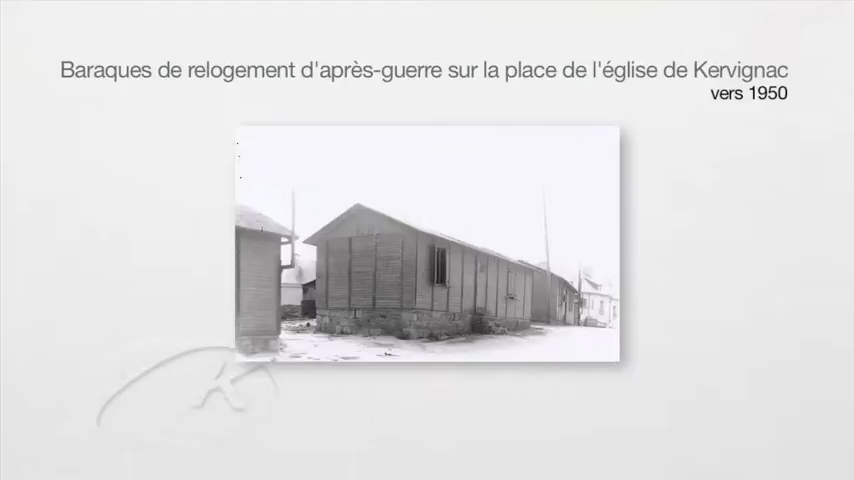 Baraques de relogement d'après-guerre sur la place de l'église de Kervignac
vers 1950